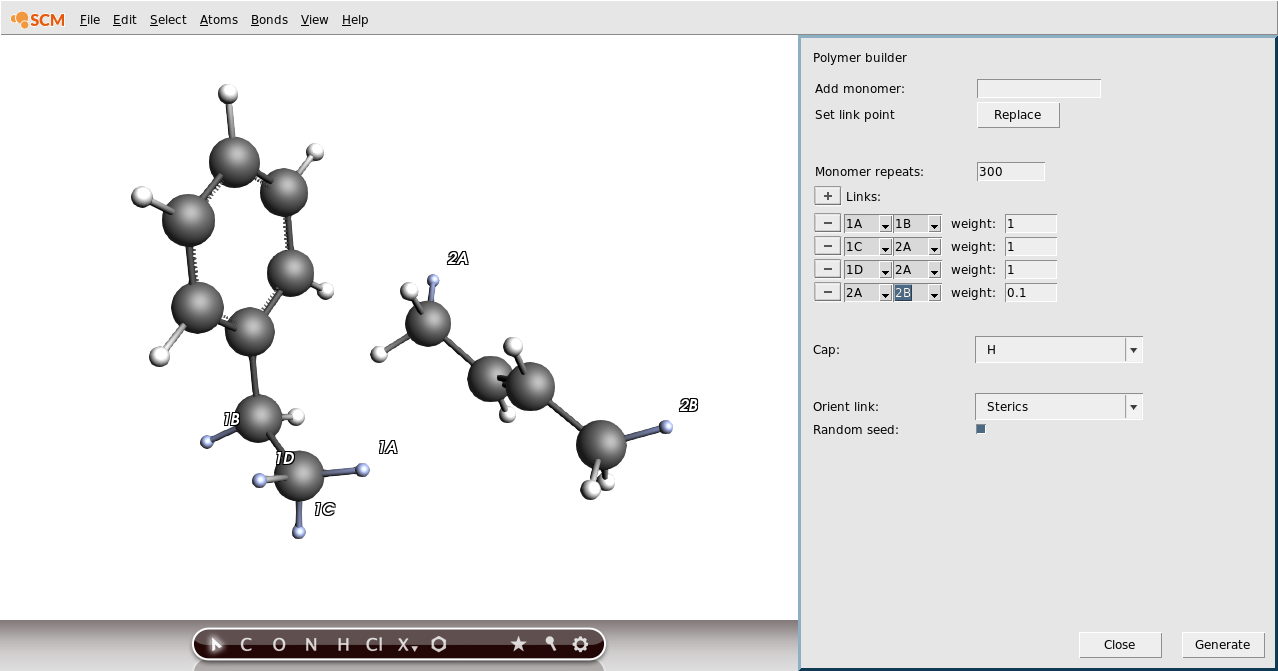 SCM File Edit Select Atoms Bonds View Help
Polymer builder
Add monomer:
Set link point Replace
Monomer repeats: 300
+ Links:
− 1A 1B weight: 1
− 1C 2A weight: 1
− 1D 2A weight: 1
− 2A 2B weight: 0.1
Cap: H
Orient link: Sterics
Random seed:
Close Generate
2A
2B
1B
1A
1D
1C
C O N H Cl X